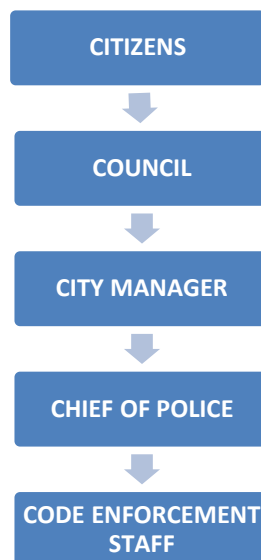 CITIZENS
COUNCIL
CITY MANAGER
CHIEF OF POLICE
CODE ENFORCEMENT
STAFF